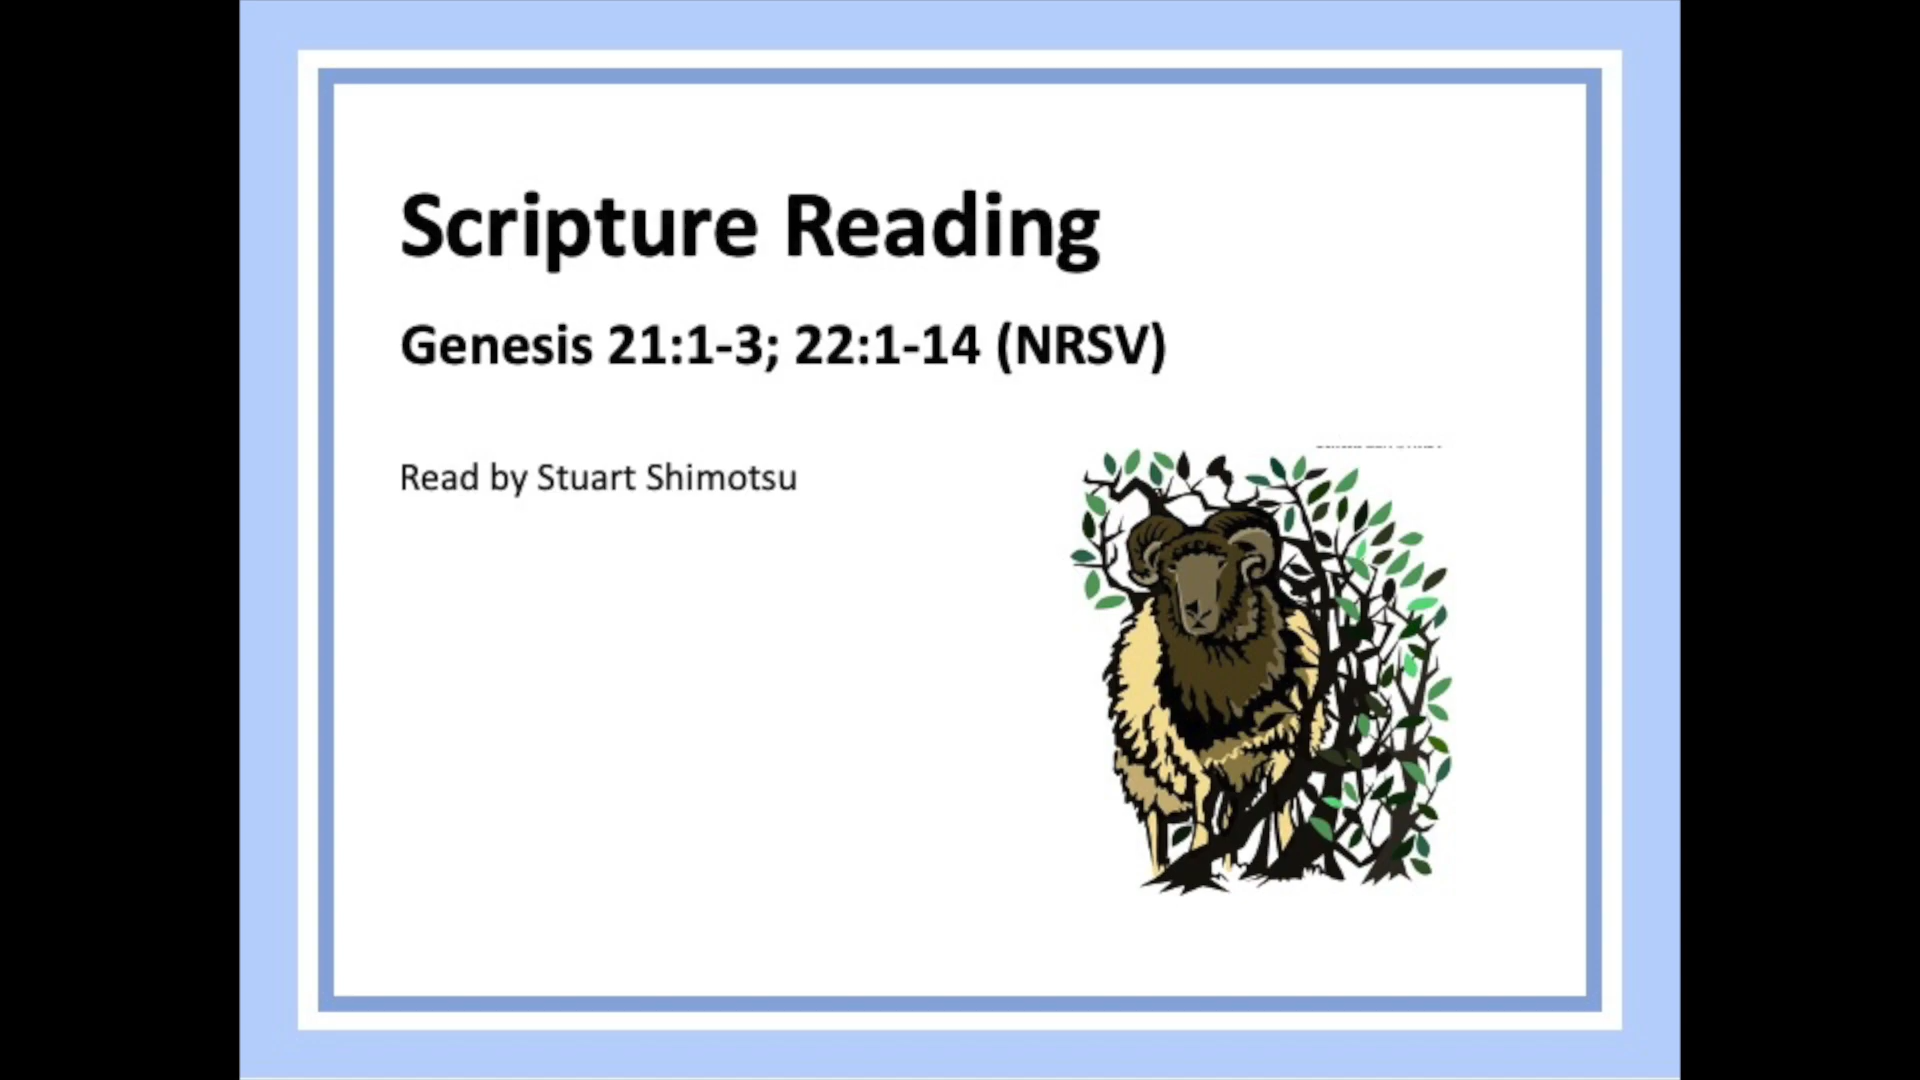 Scripture Reading
Genesis 21:1-3; 22:1-14 (NRSV)
Read by Stuart Shimotsu